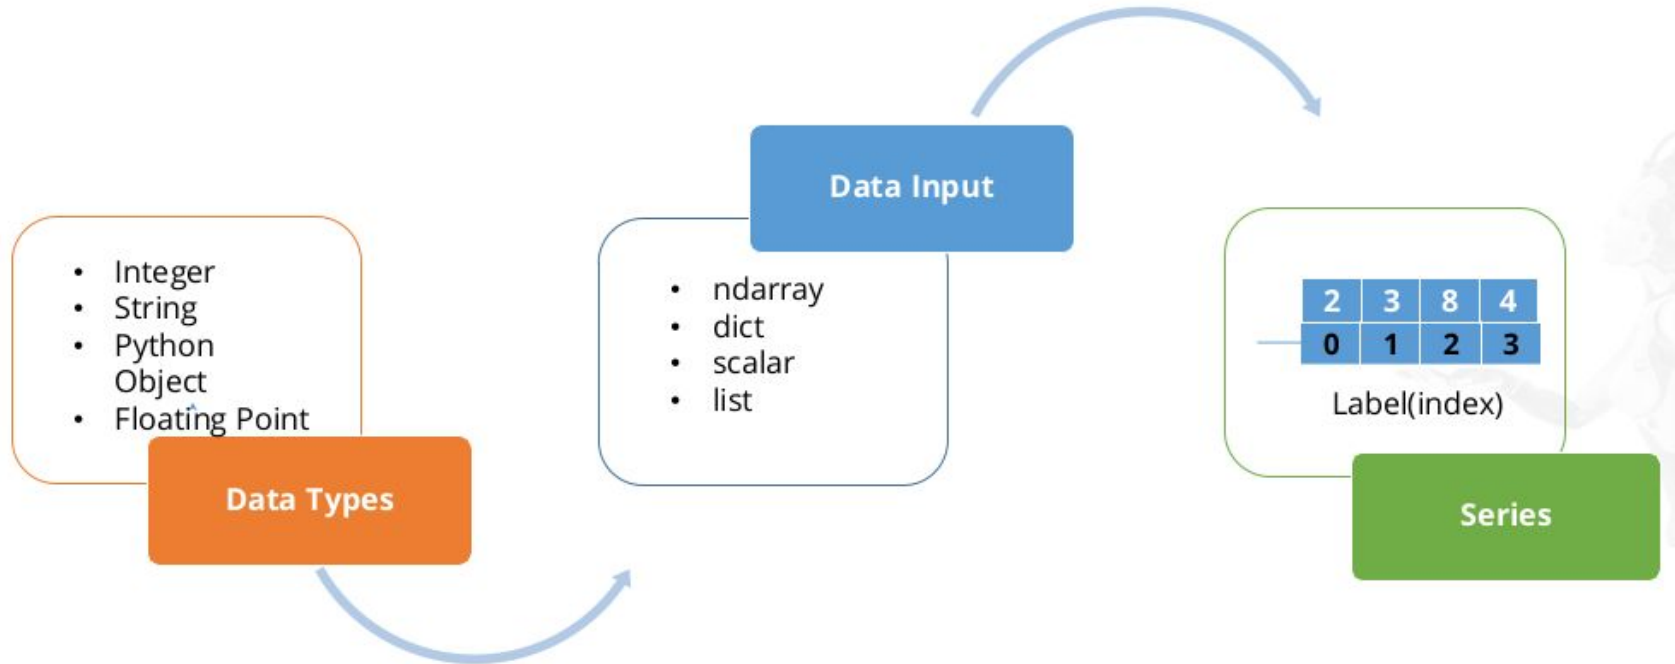 Integer
String
Python
Object
Floating Point
Data Types
Data Input
ndarray
dict
scalar
list
2 3 8 4
0 1 2 3
Label(index)
Series